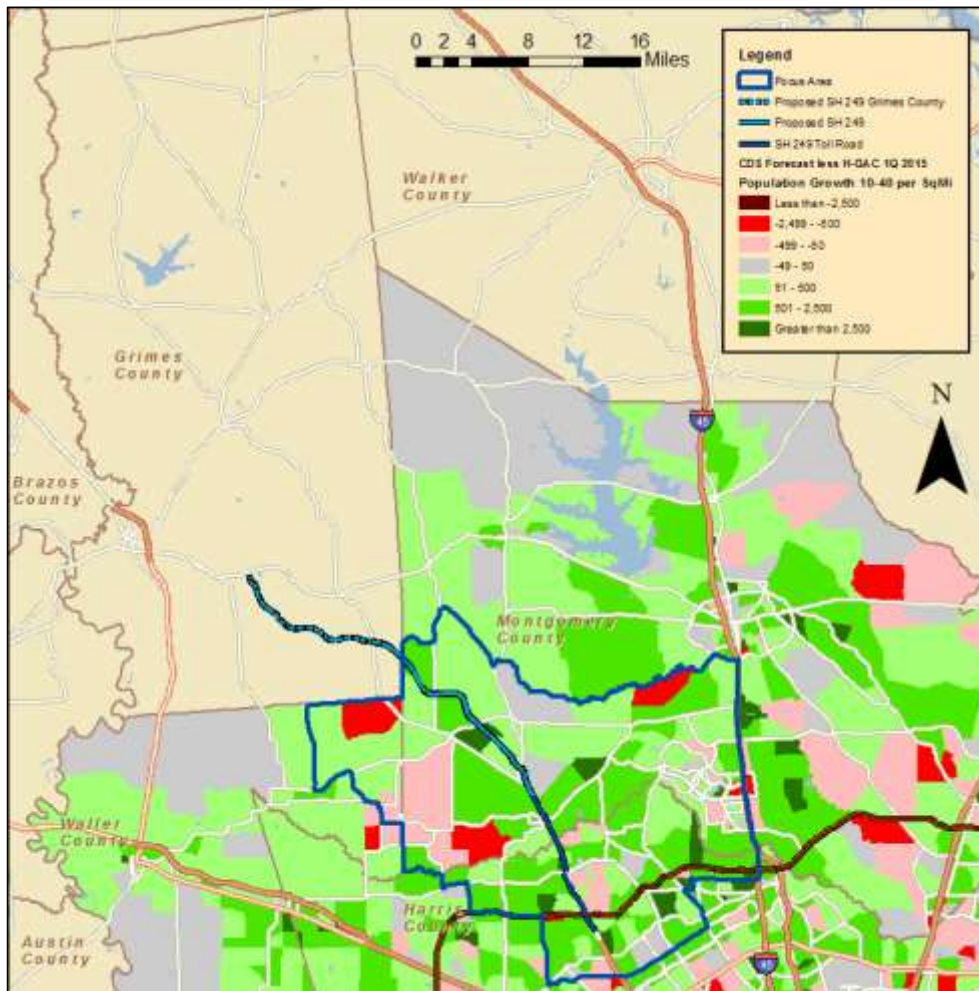 0 2 4 8 12 16
Miles
Legend
Focus Area
Proposed SH 249 Grimes County
Proposed SH 249
SH 249 Toll Road
CDS Forecast less H-GAC 1Q 2015
Population Growth 10-40 per SqMi
Less than -2,500
-2,499 - -500
-499 - -50
-49 - 50
51 - 500
501 - 2,500
Greater than 2,500
Walker
County
Grimes
County
N
45
Brazos
County
Montgomery
County
Waller
County
Harris
County
Austin
County
45